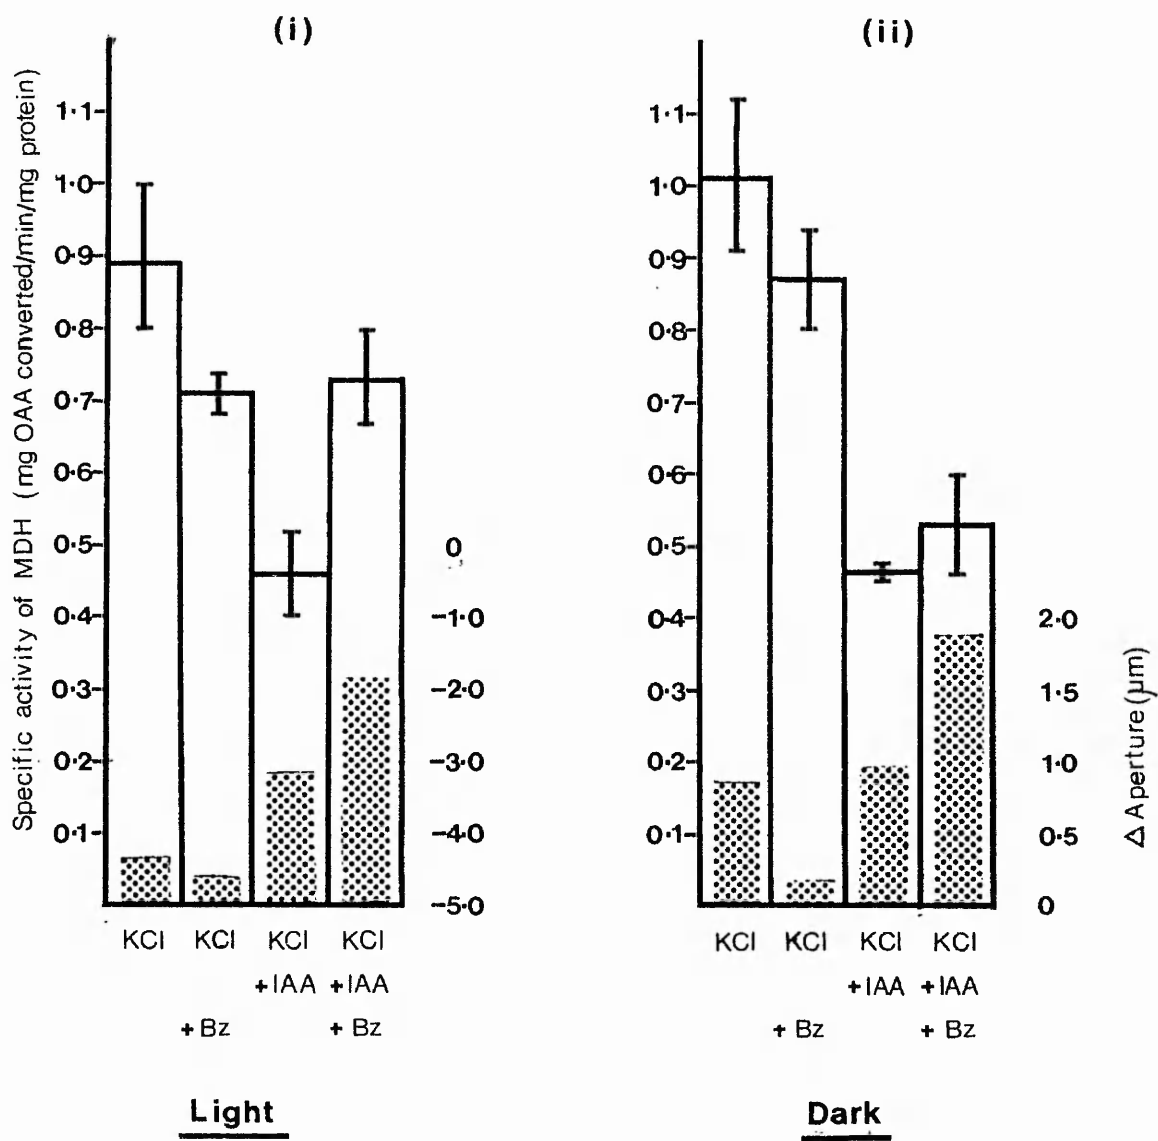 (i)
(ii)
Specific activity of MDH (mg OAA converted/min/mg protein)
1·1
1·0
0·9
0·8
0·7
0·6
0·5
0·4
0·3
0·2
0·1
0
−1·0
−2·0
−3·0
−4·0
−5·0
1·1
1·0
0·9
0·8
0·7
0·6
0·5
0·4
0·3
0·2
0·1
2·0
1·5
1·0
0·5
0
Δ Aperture (µm)
KCl KCl KCl KCl
+IAA +IAA
+ Bz + Bz
KCl KCl KCl KCl
+IAA +IAA
+ Bz + Bz
Light
Dark